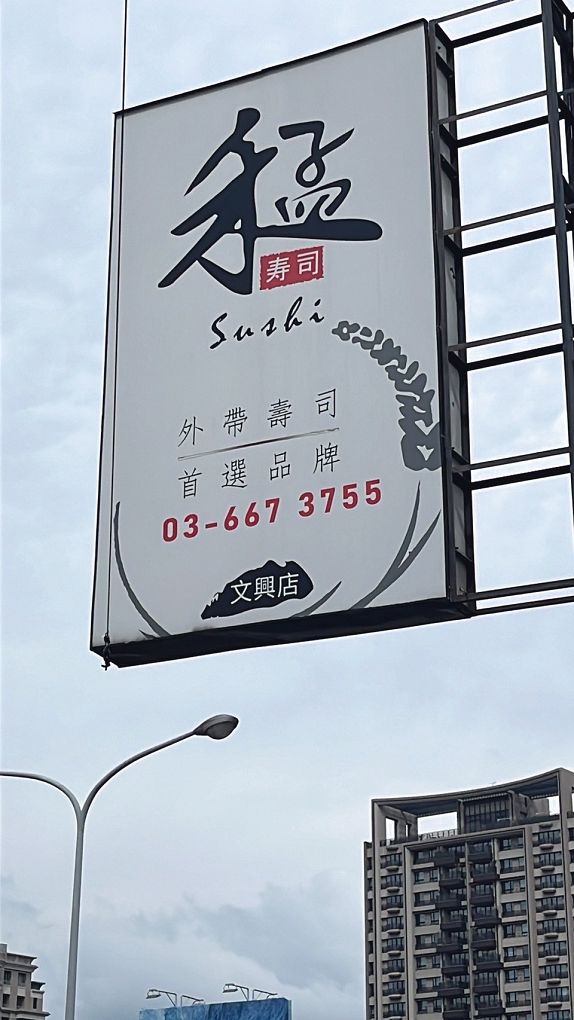 猛
寿司
Sushi
外帶壽司
首選品牌
03-667 3755
文興店